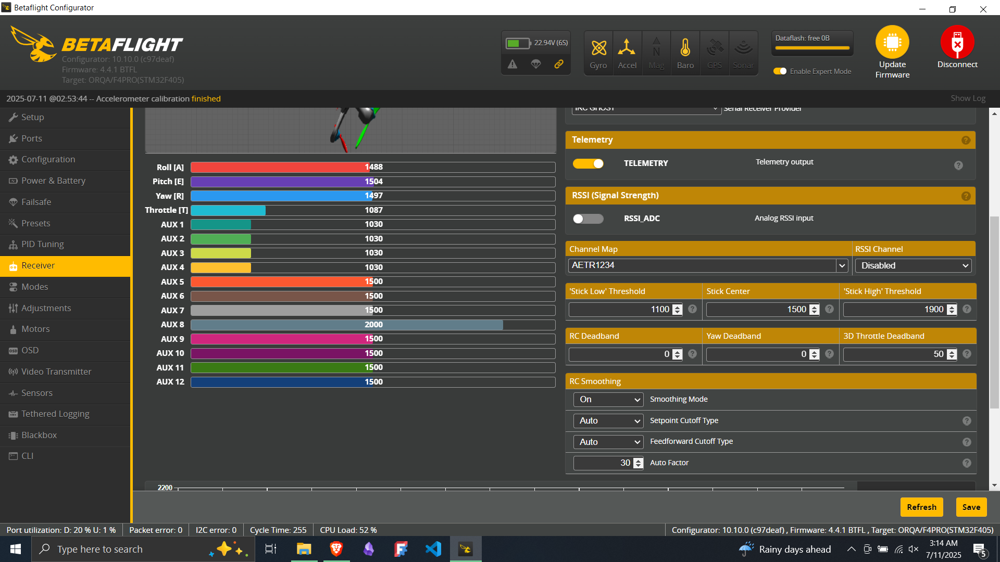 Betaflight Configurator
BETAFLIGHT
Configurator: 10.10.0 (c97deaf)
Firmware: 4.4.1 BTFL
Target: ORQA/F4PRO(STM32F405)
22.94V (6S)
Gyro
Accel
N
Mag
Baro
GPS
Sonar
Dataflash: free 0B
Enable Expert Mode
Update
Firmware
Disconnect
2025-07-11 @02:53:44 -- Accelerometer calibration finished
Show Log
Setup
Ports
Configuration
Power & Battery
Failsafe
Presets
PID Tuning
Receiver
Modes
Adjustments
Motors
OSD OSD
Video Transmitter
Sensors
Tethered Logging
Blackbox
CLI
Roll [A] 1488
Pitch [E] 1504
Yaw [R] 1497
Throttle [T] 1087
AUX 1 1030
AUX 2 1030
AUX 3 1030
AUX 4 1030
AUX 5 1500
AUX 6 1500
AUX 7 1500
AUX 8 2000
AUX 9 1500
AUX 10 1500
AUX 11 1500
AUX 12 1500
2200
IRC GHOST Serial Receiver Provider
Telemetry ?
TELEMETRY Telemetry output ?
RSSI (Signal Strength) ?
RSSI_ADC Analog RSSI input
Channel Map RSSI Channel
AETR1234 Disabled
'Stick Low' Threshold Stick Center 'Stick High' Threshold
1100 ? 1500 ? 1900 ?
RC Deadband Yaw Deadband 3D Throttle Deadband
0 ? 0 ? 50 ?
RC Smoothing
On Smoothing Mode
Auto Setpoint Cutoff Type ?
Auto Feedforward Cutoff Type ?
30 Auto Factor ?
Refresh Save
Port utilization: D: 20 % U: 1 % Packet error: 0 I2C error: 0 Cycle Time: 255 CPU Load: 52 % Configurator: 10.10.0 (c97deaf) , Firmware: 4.4.1 BTFL , Target: ORQA/F4PRO(STM32F405)
Type here to search
Rainy days ahead
3:14 AM
7/11/2025
5